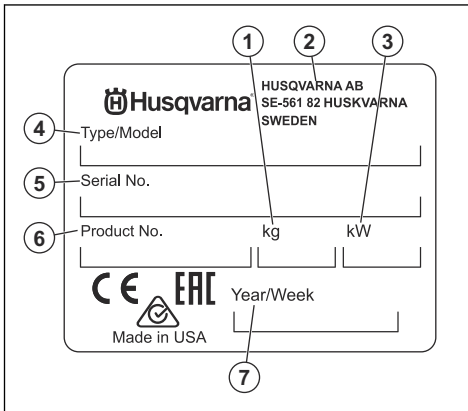 1
2
3
HUSQVARNA AB
Husqvarna®
SE-561 82 HUSKVARNA
SWEDEN
4
Type/Model
5
Serial No.
6
Product No.
kg
kW
CE
EAC
Year/Week
Made in USA
7